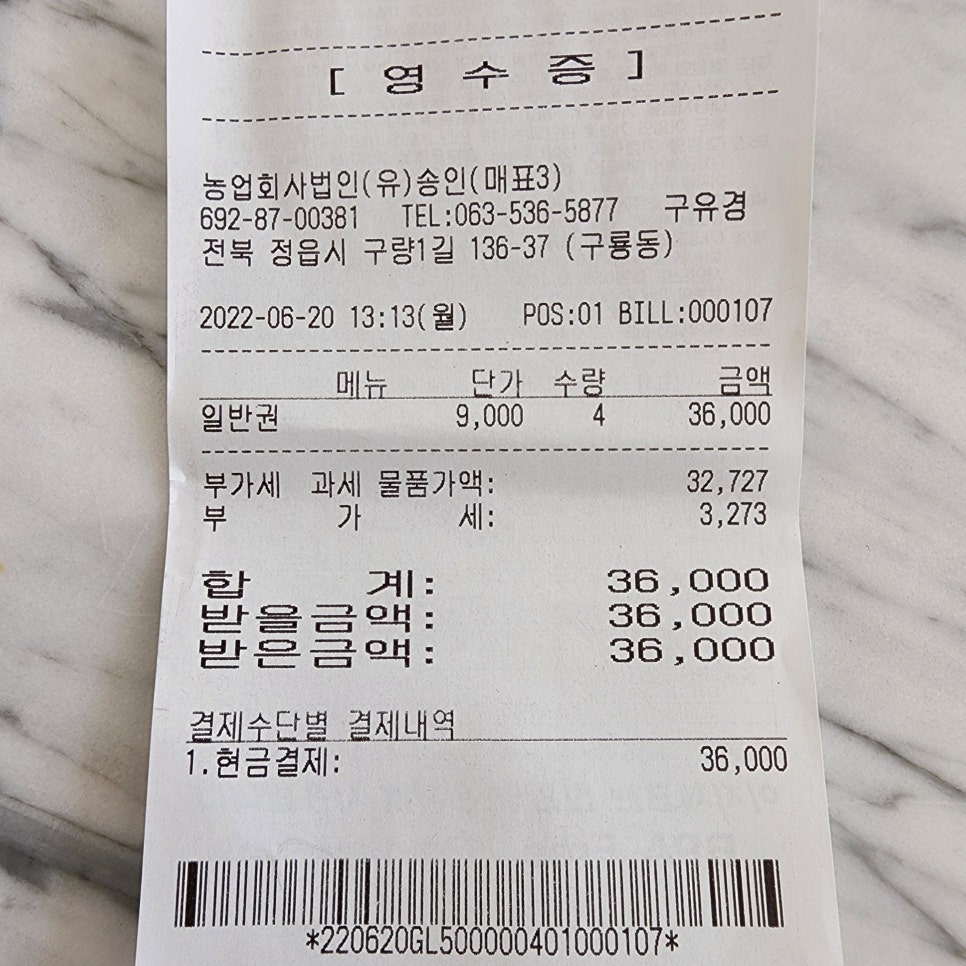 [ 영 수 증 ]
농업회사법인(유)송인(매표3)
692-87-00381 TEL:063-536-5877 구유경
전북 정읍시 구량1길 136-37 (구룡동)
2022-06-20 13:13(월) POS:01 BILL:000107
메뉴 단가 수량 금액
일반권 9,000 4 36,000
부가세 과세 물품가액: 32,727
부 가 세: 3,273
합 계: 36,000
받을금액: 36,000
받은금액: 36,000
결제수단별 결제내역
1.현금결제: 36,000
*220620GL500000401000107*